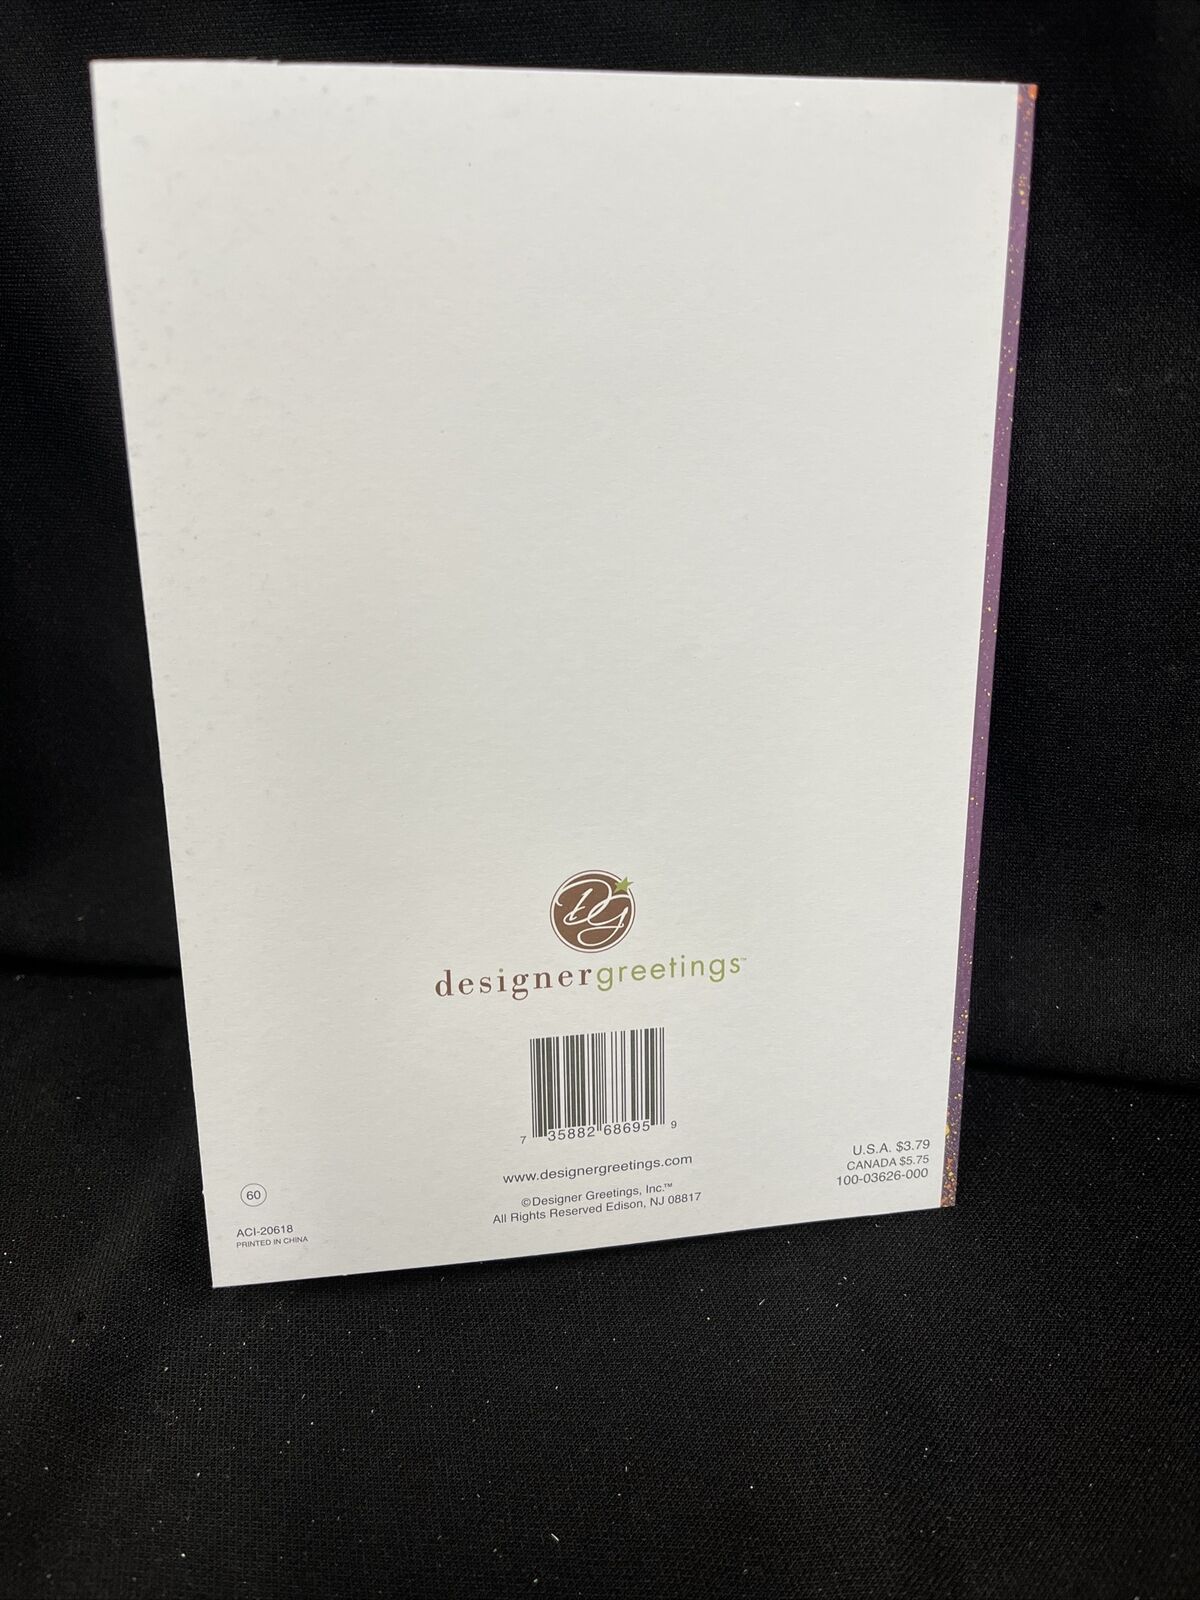 DG
designergreetings™
7 35882 68695 9
www.designergreetings.com
©Designer Greetings, Inc.™
All Rights Reserved Edison, NJ 08817
U.S.A. $3.79
CANADA $5.75
100-03626-000
60
ACI-20618
PRINTED IN CHINA